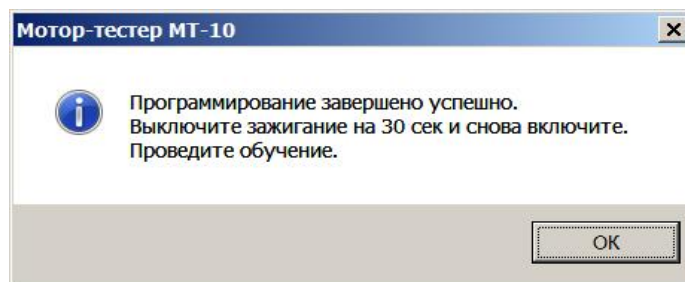 Мотор-тестер МТ-10
Программирование завершено успешно.
Выключите зажигание на 30 сек и снова включите.
Проведите обучение.
OK